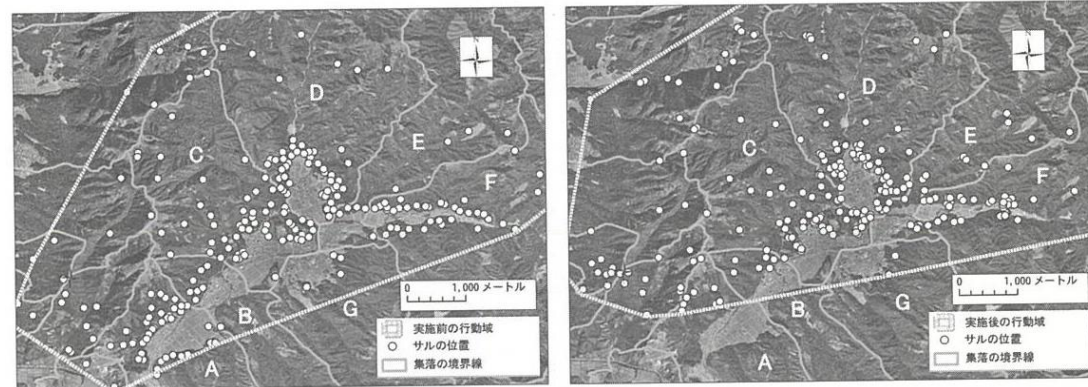 D
E
C
F
0 1,000 メートル
B
G
A
実施前の行動域
サルの位置
集落の境界線
D
E
C
F
0 1,000 メートル
B
G
A
実施後の行動域
サルの位置
集落の境界線